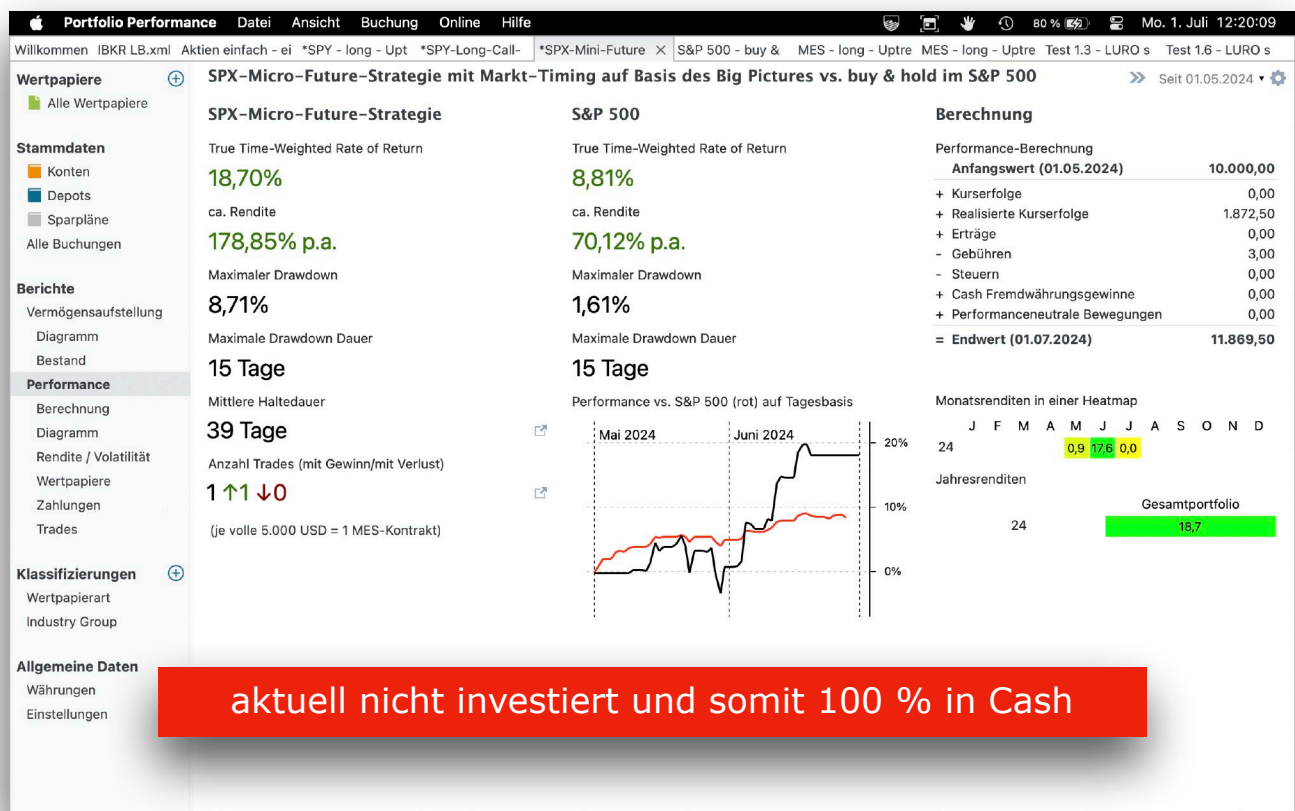 Portfolio Performance Datei Ansicht Buchung Online Hilfe 80 % Mo. 1. Juli 12:20:09
Willkommen IBKR LB.xml Aktien einfach - ei *SPY - long - Upt *SPY-Long-Call- *SPX-Mini-Future × S&P 500 - buy & MES - long - Uptre MES - long - Uptre Test 1.3 - LURO s Test 1.6 - LURO s
Wertpapiere
Alle Wertpapiere
Stammdaten
Konten
Depots
Sparpläne
Alle Buchungen
Berichte
Vermögensaufstellung
Diagramm
Bestand
Performance
Berechnung
Diagramm
Rendite / Volatilität
Wertpapiere
Zahlungen
Trades
Klassifizierungen
Wertpapierart
Industry Group
Allgemeine Daten
Währungen
Einstellungen
SPX-Micro-Future-Strategie mit Markt-Timing auf Basis des Big Pictures vs. buy & hold im S&P 500
Seit 01.05.2024
SPX-Micro-Future-Strategie
True Time-Weighted Rate of Return
18,70%
ca. Rendite
178,85% p.a.
Maximaler Drawdown
8,71%
Maximale Drawdown Dauer
15 Tage
Mittlere Haltedauer
39 Tage
Anzahl Trades (mit Gewinn/mit Verlust)
1 ↑1 ↓0
(je volle 5.000 USD = 1 MES-Kontrakt)
S&P 500
True Time-Weighted Rate of Return
8,81%
ca. Rendite
70,12% p.a.
Maximaler Drawdown
1,61%
Maximale Drawdown Dauer
15 Tage
Performance vs. S&P 500 (rot) auf Tagesbasis
Mai 2024 Juni 2024
20%
10%
0%
Berechnung
Performance-Berechnung
Anfangswert (01.05.2024) 10.000,00
+ Kurserfolge 0,00
+ Realisierte Kurserfolge 1.872,50
+ Erträge 0,00
- Gebühren 3,00
- Steuern 0,00
+ Cash Fremdwährungsgewinne 0,00
+ Performanceneutrale Bewegungen 0,00
= Endwert (01.07.2024) 11.869,50
Monatsrenditen in einer Heatmap
J F M A M J J A S O N D
24 0,9 17,6 0,0
Jahresrenditen
Gesamtportfolio
24 18,7
aktuell nicht investiert und somit 100 % in Cash